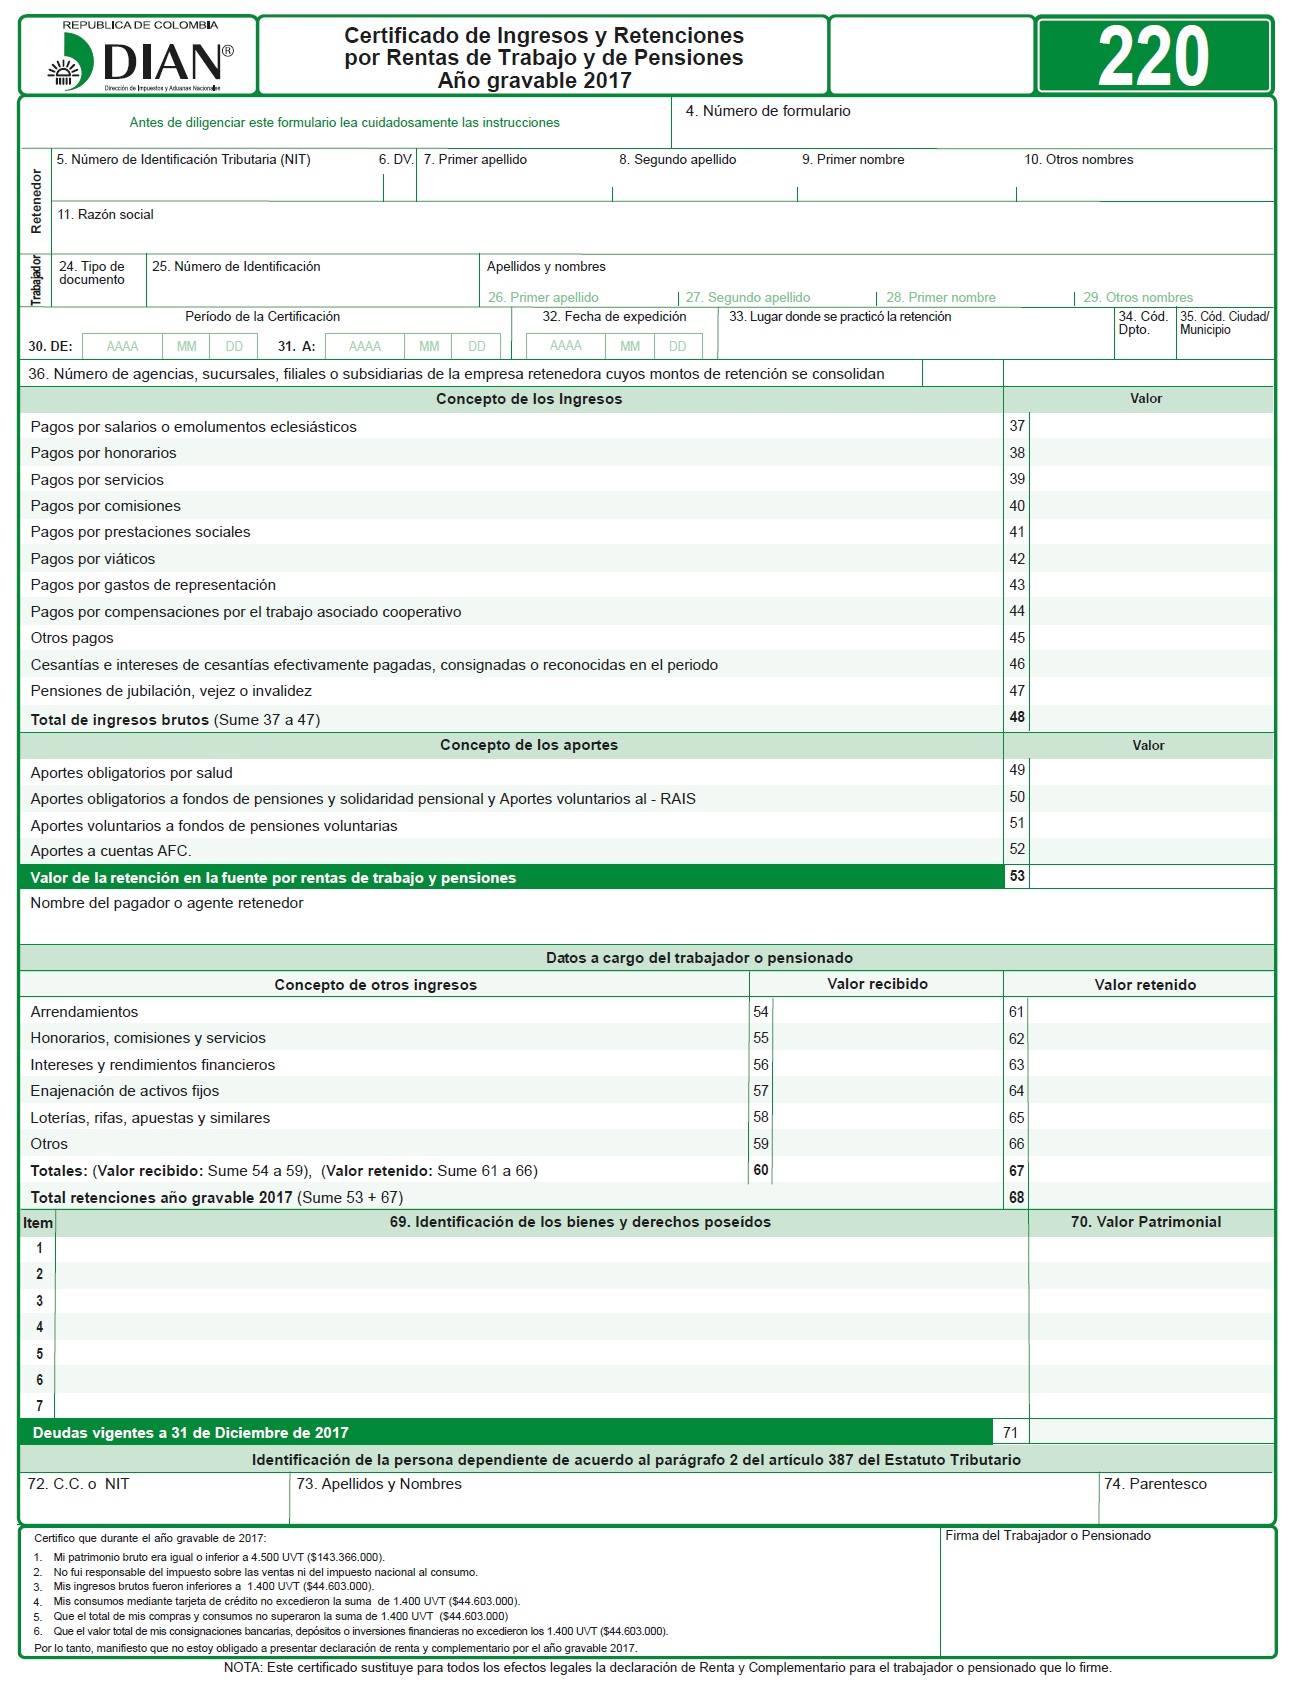 REPUBLICA DE COLOMBIA
DIAN®
Dirección de Impuestos y Aduanas Nacionales
Certificado de Ingresos y Retenciones
por Rentas de Trabajo y de Pensiones
Año gravable 2017
220
Antes de diligenciar este formulario lea cuidadosamente las instrucciones
4. Número de formulario
Retenedor
5. Número de Identificación Tributaria (NIT) 6. DV. 7. Primer apellido 8. Segundo apellido 9. Primer nombre 10. Otros nombres
11. Razón social
Trabajador
24. Tipo de documento 25. Número de Identificación Apellidos y nombres
26. Primer apellido 27. Segundo apellido 28. Primer nombre 29. Otros nombres
Período de la Certificación 32. Fecha de expedición 33. Lugar donde se practicó la retención 34. Cód. Dpto. 35. Cód. Ciudad/ Municipio
30. DE: AAAA MM DD 31. A: AAAA MM DD AAAA MM DD
36. Número de agencias, sucursales, filiales o subsidiarias de la empresa retenedora cuyos montos de retención se consolidan
Concepto de los Ingresos Valor
Pagos por salarios o emolumentos eclesiásticos 37
Pagos por honorarios 38
Pagos por servicios 39
Pagos por comisiones 40
Pagos por prestaciones sociales 41
Pagos por viáticos 42
Pagos por gastos de representación 43
Pagos por compensaciones por el trabajo asociado cooperativo 44
Otros pagos 45
Cesantías e intereses de cesantías efectivamente pagadas, consignadas o reconocidas en el periodo 46
Pensiones de jubilación, vejez o invalidez 47
Total de ingresos brutos (Sume 37 a 47) 48
Concepto de los aportes Valor
Aportes obligatorios por salud 49
Aportes obligatorios a fondos de pensiones y solidaridad pensional y Aportes voluntarios al - RAIS 50
Aportes voluntarios a fondos de pensiones voluntarias 51
Aportes a cuentas AFC. 52
Valor de la retención en la fuente por rentas de trabajo y pensiones 53
Nombre del pagador o agente retenedor
Datos a cargo del trabajador o pensionado
Concepto de otros ingresos Valor recibido Valor retenido
Arrendamientos 54 61
Honorarios, comisiones y servicios 55 62
Intereses y rendimientos financieros 56 63
Enajenación de activos fijos 57 64
Loterías, rifas, apuestas y similares 58 65
Otros 59 66
Totales: (Valor recibido: Sume 54 a 59), (Valor retenido: Sume 61 a 66) 60 67
Total retenciones año gravable 2017 (Sume 53 + 67) 68
Item 69. Identificación de los bienes y derechos poseídos 70. Valor Patrimonial
1
2
3
4
5
6
7
Deudas vigentes a 31 de Diciembre de 2017 71
Identificación de la persona dependiente de acuerdo al parágrafo 2 del artículo 387 del Estatuto Tributario
72. C.C. o NIT 73. Apellidos y Nombres 74. Parentesco
Certifico que durante el año gravable de 2017: Firma del Trabajador o Pensionado
1. Mi patrimonio bruto era igual o inferior a 4.500 UVT ($143.366.000).
2. No fui responsable del impuesto sobre las ventas ni del impuesto nacional al consumo.
3. Mis ingresos brutos fueron inferiores a 1.400 UVT ($44.603.000).
4. Mis consumos mediante tarjeta de crédito no excedieron la suma de 1.400 UVT ($44.603.000).
5. Que el total de mis compras y consumos no superaron la suma de 1.400 UVT ($44.603.000)
6. Que el valor total de mis consignaciones bancarias, depósitos o inversiones financieras no excedieron los 1.400 UVT ($44.603.000).
Por lo tanto, manifiesto que no estoy obligado a presentar declaración de renta y complementario por el año gravable 2017.
NOTA: Este certificado sustituye para todos los efectos legales la declaración de Renta y Complementario para el trabajador o pensionado que lo firme.